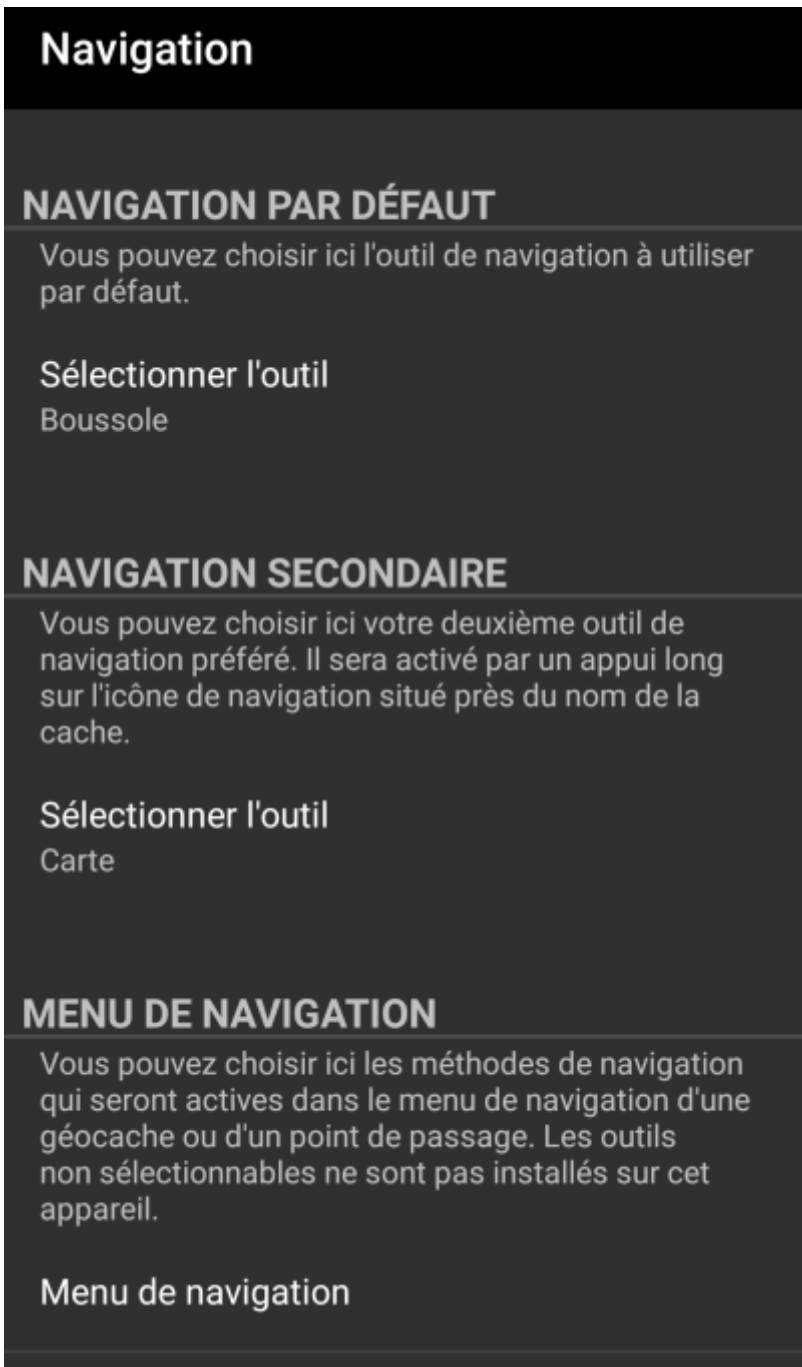 Navigation
NAVIGATION PAR DÉFAUT
Vous pouvez choisir ici l'outil de navigation à utiliser
par défaut.
Sélectionner l'outil
Boussole
NAVIGATION SECONDAIRE
Vous pouvez choisir ici votre deuxième outil de
navigation préféré. Il sera activé par un appui long
sur l'icône de navigation situé près du nom de la
cache.
Sélectionner l'outil
Carte
MENU DE NAVIGATION
Vous pouvez choisir ici les méthodes de navigation
qui seront actives dans le menu de navigation d'une
géocache ou d'un point de passage. Les outils
non sélectionnables ne sont pas installés sur cet
appareil.
Menu de navigation